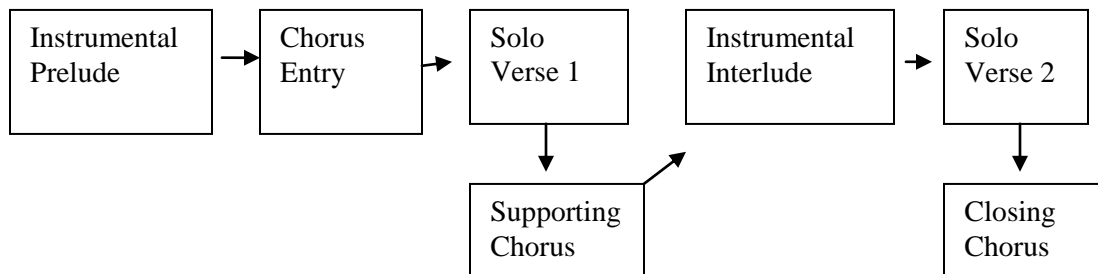 Instrumental
Prelude
Chorus
Entry
Solo
Verse 1
Supporting
Chorus
Instrumental
Interlude
Solo
Verse 2
Closing
Chorus